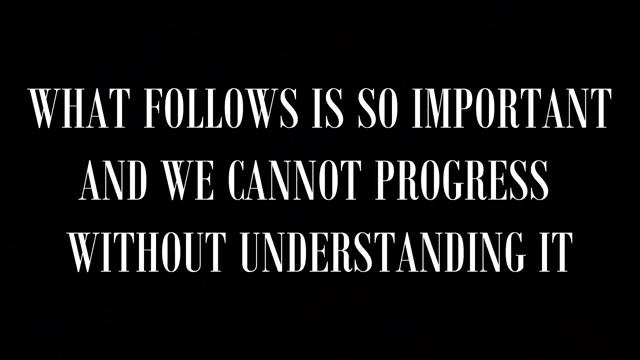 WHAT FOLLOWS IS SO IMPORTANT
AND WE CANNOT PROGRESS
WITHOUT UNDERSTANDING IT